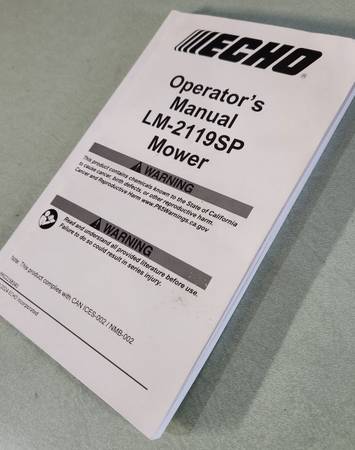 ECHO®
Operator's
Manual
LM-2119SP
Mower
WARNING
This product contains chemicals known to the State of California
to cause cancer, birth defects, or other reproductive harm.
Cancer and Reproductive Harm www.P65Warnings.ca.gov
WARNING
Read and understand all provided literature before use.
Failure to do so could result in series injury.
Note: This product complies with CAN ICES-002 / NMB-002
ECHO Incorporated